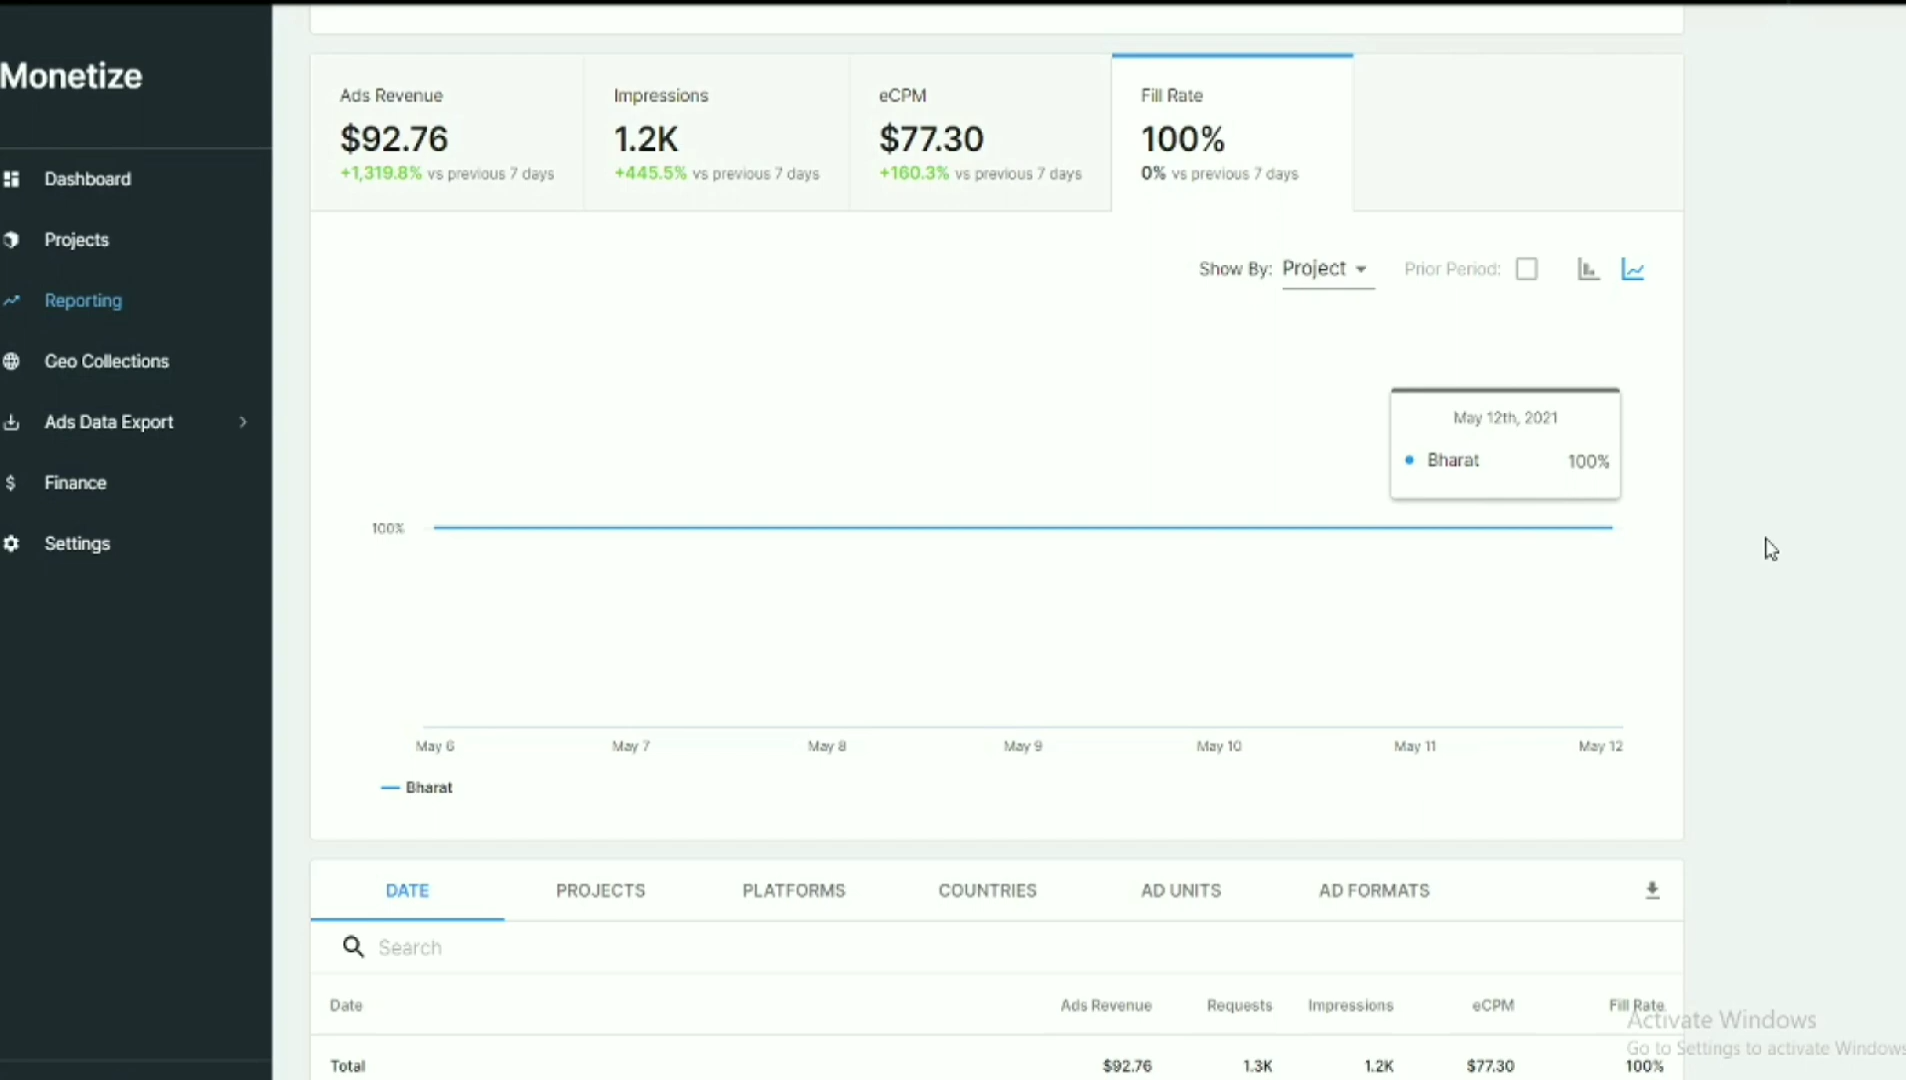 Monetize
Dashboard
Projects
Reporting
Geo Collections
Ads Data Export
Finance
Settings
Ads Revenue
$92.76
+1,319.8% vs previous 7 days
Impressions
1.2K
+445.5% vs previous 7 days
eCPM
$77.30
+160.3% vs previous 7 days
Fill Rate
100%
0% vs previous 7 days
Show By: Project
Prior Period:
May 12th, 2021
Bharat 100%
100%
May 6 May 7 May 8 May 9 May 10 May 11 May 12
Bharat
DATE PROJECTS PLATFORMS COUNTRIES AD UNITS AD FORMATS
Search
Date Ads Revenue Requests Impressions eCPM Fill Rate
Total $92.76 1.3K 1.2K $77.30 100%
Activate Windows
Go to Settings to activate Windows